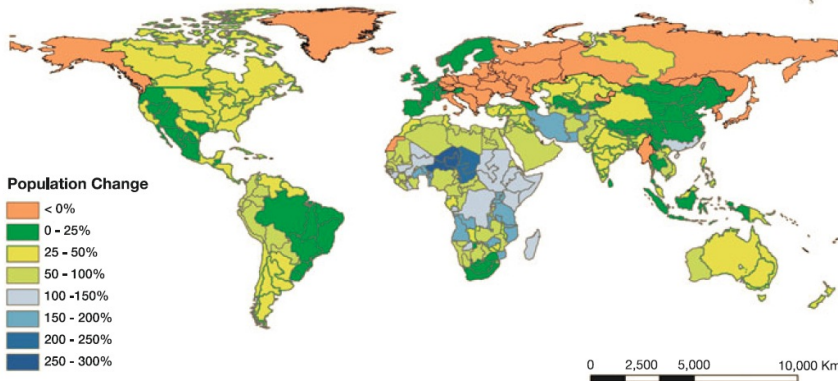 Population Change
< 0%
0 - 25%
25 - 50%
50 - 100%
100 -150%
150 - 200%
200 - 250%
250 - 300%
0 2,500 5,000 10,000 Km